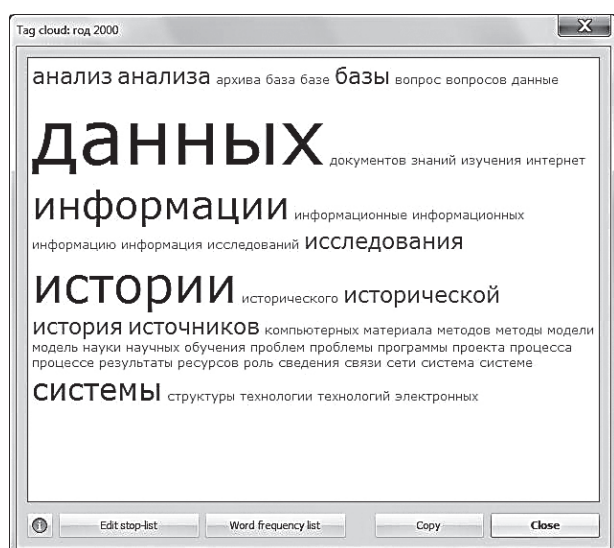 Tag cloud: год 2000
анализ анализа архива база базе базы вопрос вопросов данные
данных документов знаний изучения интернет
информации информационные информационных
информацию информация исследований исследования
истории исторического исторической
история источников компьютерных материала методов методы модели
модель науки научных обучения проблем проблемы программы проекта процесса
процессе результаты ресурсов роль сведения связи сети система системе
системы структуры технологии технологий электронных
Edit stop-list Word frequency list Copy Close